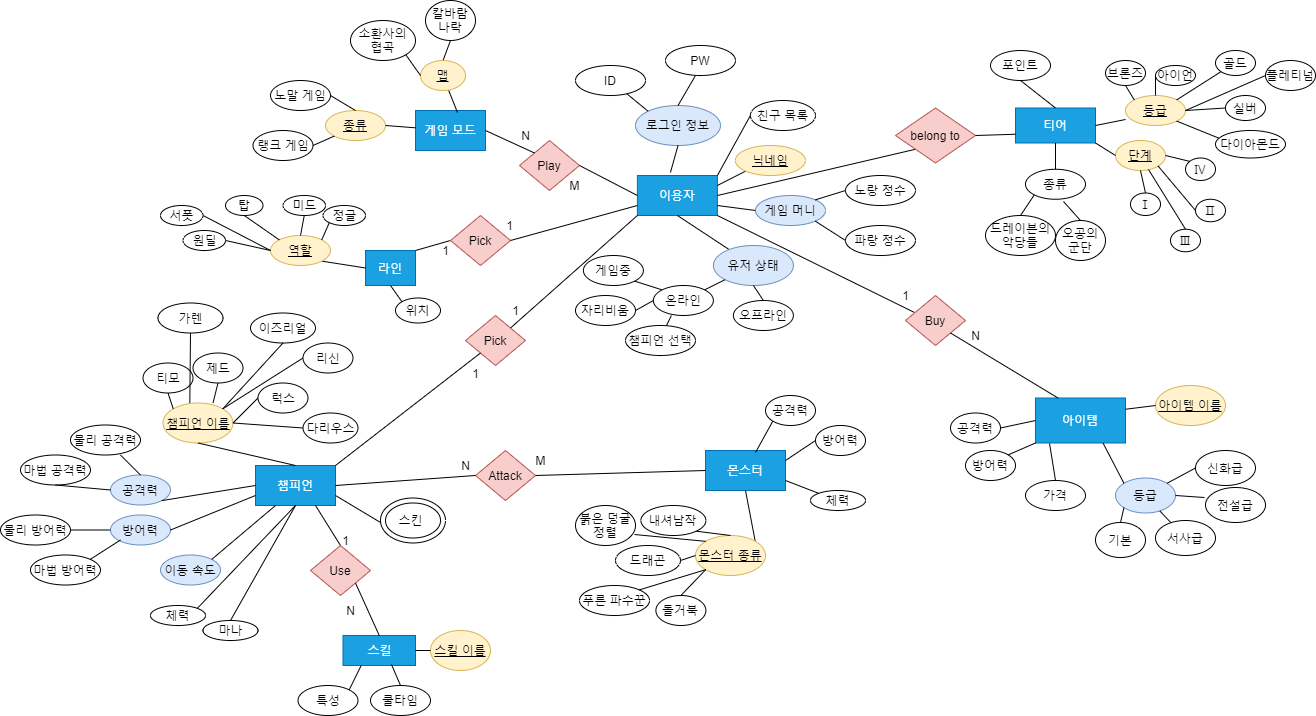 칼바람
나락
소환사의
협곡
맵
노말 게임
종류
랭크 게임
게임 모드
N
Play
M
ID
PW
로그인 정보
친구 목록
닉네임
이용자
게임 머니
노랑 정수
파랑 정수
유저 상태
게임중
온라인
자리비움
챔피언 선택
오프라인
belong to
포인트
티어
브론즈
아이언
골드
플레티넘
등급
실버
다이아몬드
단계
Ⅳ
Ⅰ
Ⅱ
Ⅲ
종류
드레이븐의
악당들
오공의
군단
서폿
탑
미드
정글
원딜
역할
라인
위치
1
Pick
1
1
Pick
1
1
Buy
N
가렌
이즈리얼
티모
제드
리신
럭스
챔피언 이름
다리우스
물리 공격력
마법 공격력
공격력
챔피언
물리 방어력
방어력
마법 방어력
이동 속도
체력
마나
스킨
N
Attack
M
1
Use
N
스킬
스킬 이름
특성
쿨타임
공격력
방어력
몬스터
체력
붉은 덩굴
정렬
내셔남작
드래곤
몬스터 종류
푸른 파수꾼
돌거북
아이템 이름
공격력
아이템
방어력
가격
등급
신화급
전설급
서사급
기본